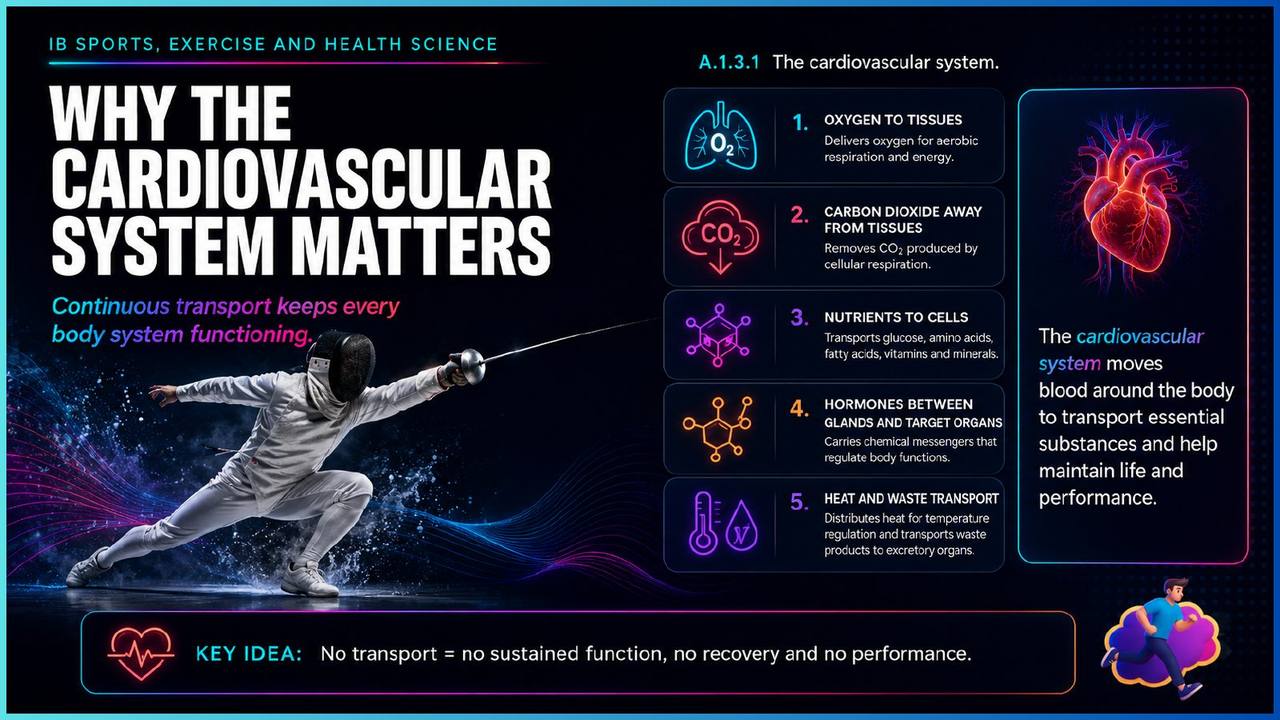 IB SPORTS, EXERCISE AND HEALTH SCIENCE
WHY THE
CARDIOVASCULAR
SYSTEM MATTERS
Continuous transport keeps every
body system functioning.
A.1.3.1 The cardiovascular system.
O₂
1. OXYGEN TO TISSUES
Delivers oxygen for aerobic
respiration and energy.
CO₂
2. CARBON DIOXIDE AWAY
FROM TISSUES
Removes CO₂ produced by
cellular respiration.
3. NUTRIENTS TO CELLS
Transports glucose, amino acids,
fatty acids, vitamins and minerals.
4. HORMONES BETWEEN
GLANDS AND TARGET ORGANS
Carries chemical messengers that
regulate body functions.
5. HEAT AND WASTE TRANSPORT
Distributes heat for temperature
regulation and transports waste
products to excretory organs.
The cardiovascular
system moves
blood around the body
to transport essential
substances and help
maintain life and
performance.
KEY IDEA: No transport = no sustained function, no recovery and no performance.